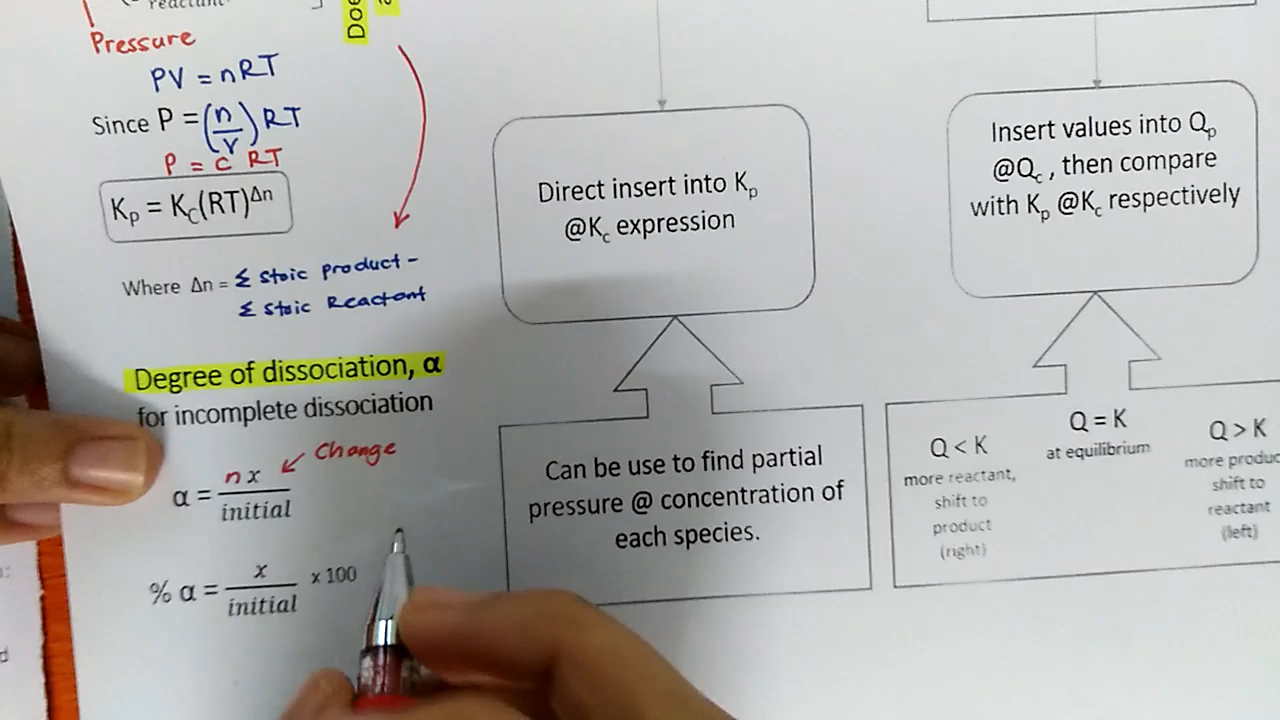 reactant
Pressure
PV = nRT
Since P = (n/V) RT
P = C RT
Kp = KC(RT)Δn
Where Δn = Σ stoic product -
Σ stoic Reactant
Degree of dissociation, α
for incomplete dissociation
α = nx/initial ↙ Change
% α = x/initial x 100
Direct insert into Kp
@Kc expression
Can be use to find partial
pressure @ concentration of
each species.
Insert values into Qp
@Qc , then compare
with Kp @Kc respectively
Q < K
more reactant,
shift to
product
(right)
Q = K
at equilibrium
Q > K
more produc
shift to
reactant
(left)